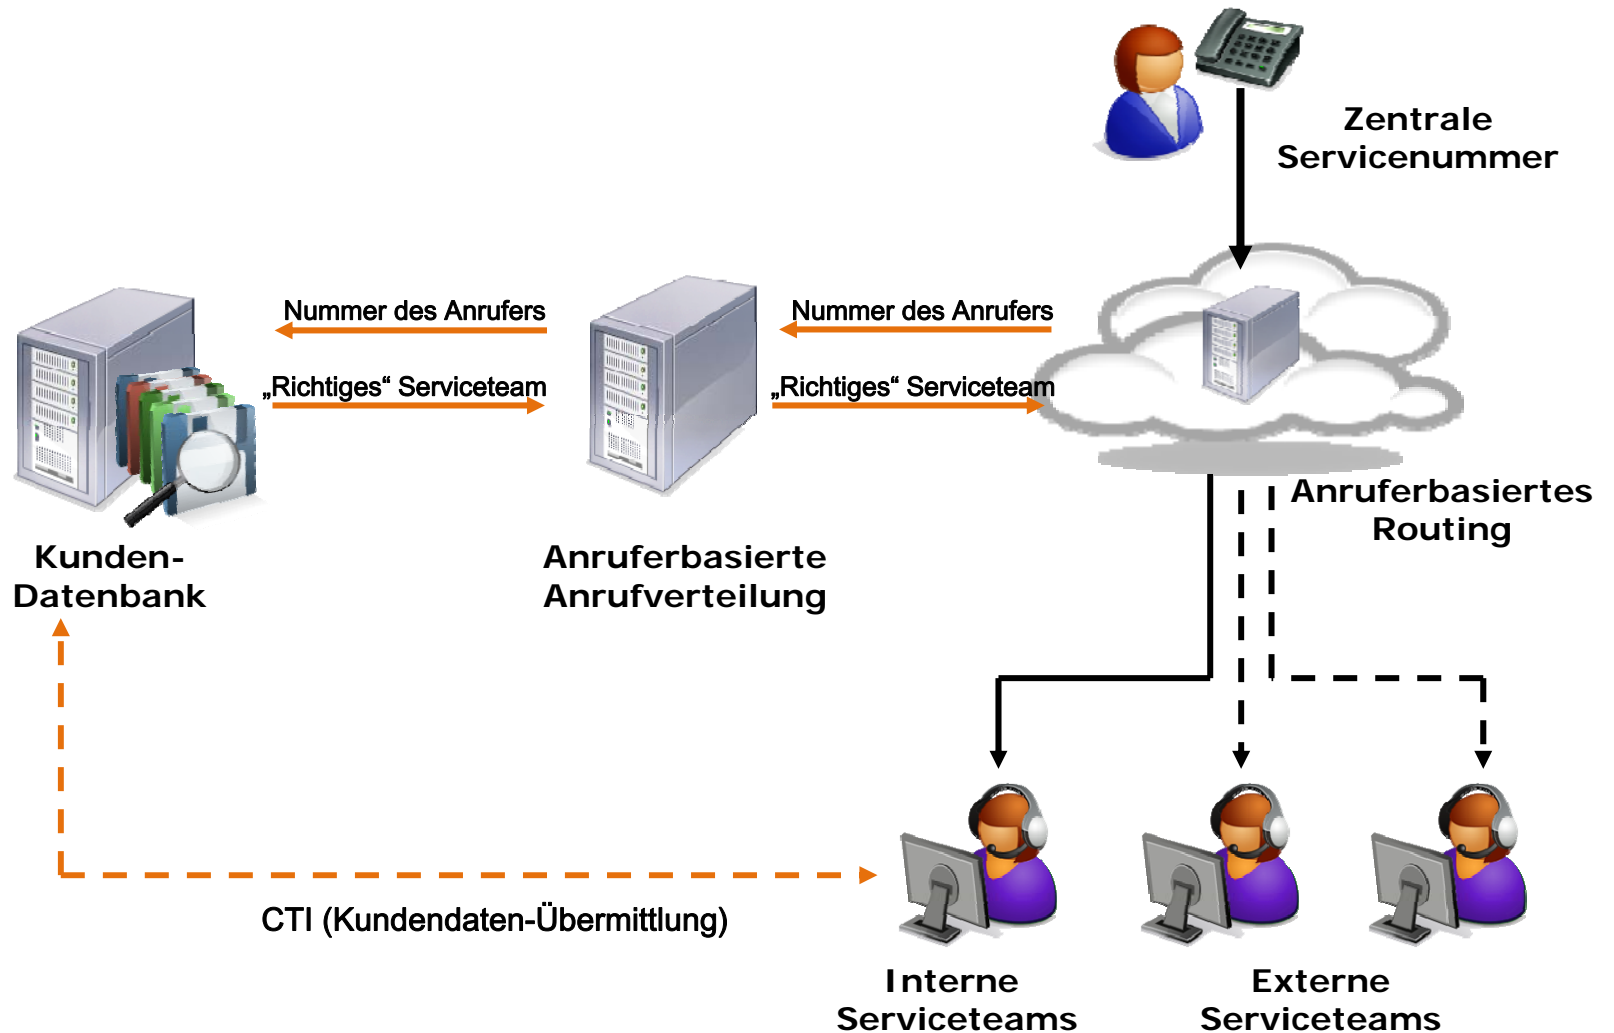 Zentrale
Servicenummer
Nummer des Anrufers
Nummer des Anrufers
„Richtiges“ Serviceteam
„Richtiges“ Serviceteam
Anruferbasiertes
Routing
Kunden-
Datenbank
Anruferbasierte
Anrufverteilung
CTI (Kundendaten-Übermittlung)
Interne
Serviceteams
Externe
Serviceteams